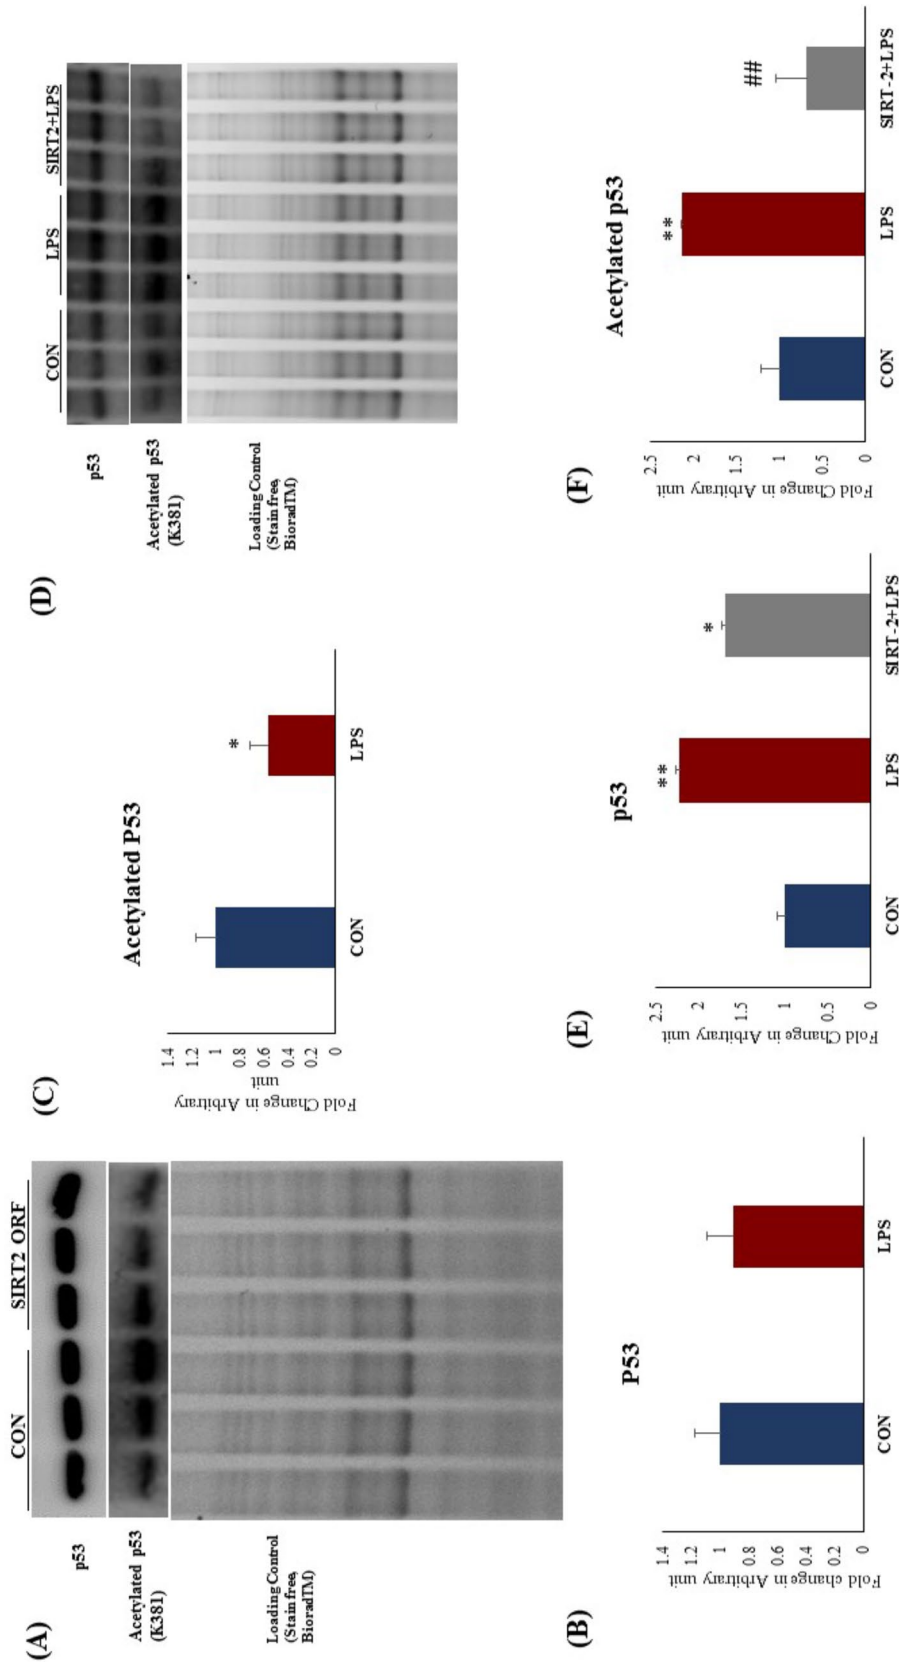 (A)
CON
SIRT2 ORF
p53
Acetylated p53
(K381)
Loading Control
(Stain free,
BioradTM)
(B)
P53
Fold change in Arbitrary unit
1.4
1.2
1
0.8
0.6
0.4
0.2
0
CON
LPS
(C)
Acetylated P53
Fold Change in Arbitrary
unit
1.4
1.2
1
0.8
0.6
0.4
0.2
0
*
CON
LPS
(D)
CON
LPS
SIRT2+LPS
p53
Acetylated p53
(K381)
Loading Control
(Stain free,
BioradTM)
(E)
p53
Fold Change in Arbitrary unit
2.5
2
1.5
1
0.5
0
**
*
CON
LPS
SIRT-2+LPS
(F)
Acetylated p53
Fold Change in Arbitrary unit
2.5
2
1.5
1
0.5
0
**
##
CON
LPS
SIRT-2+LPS